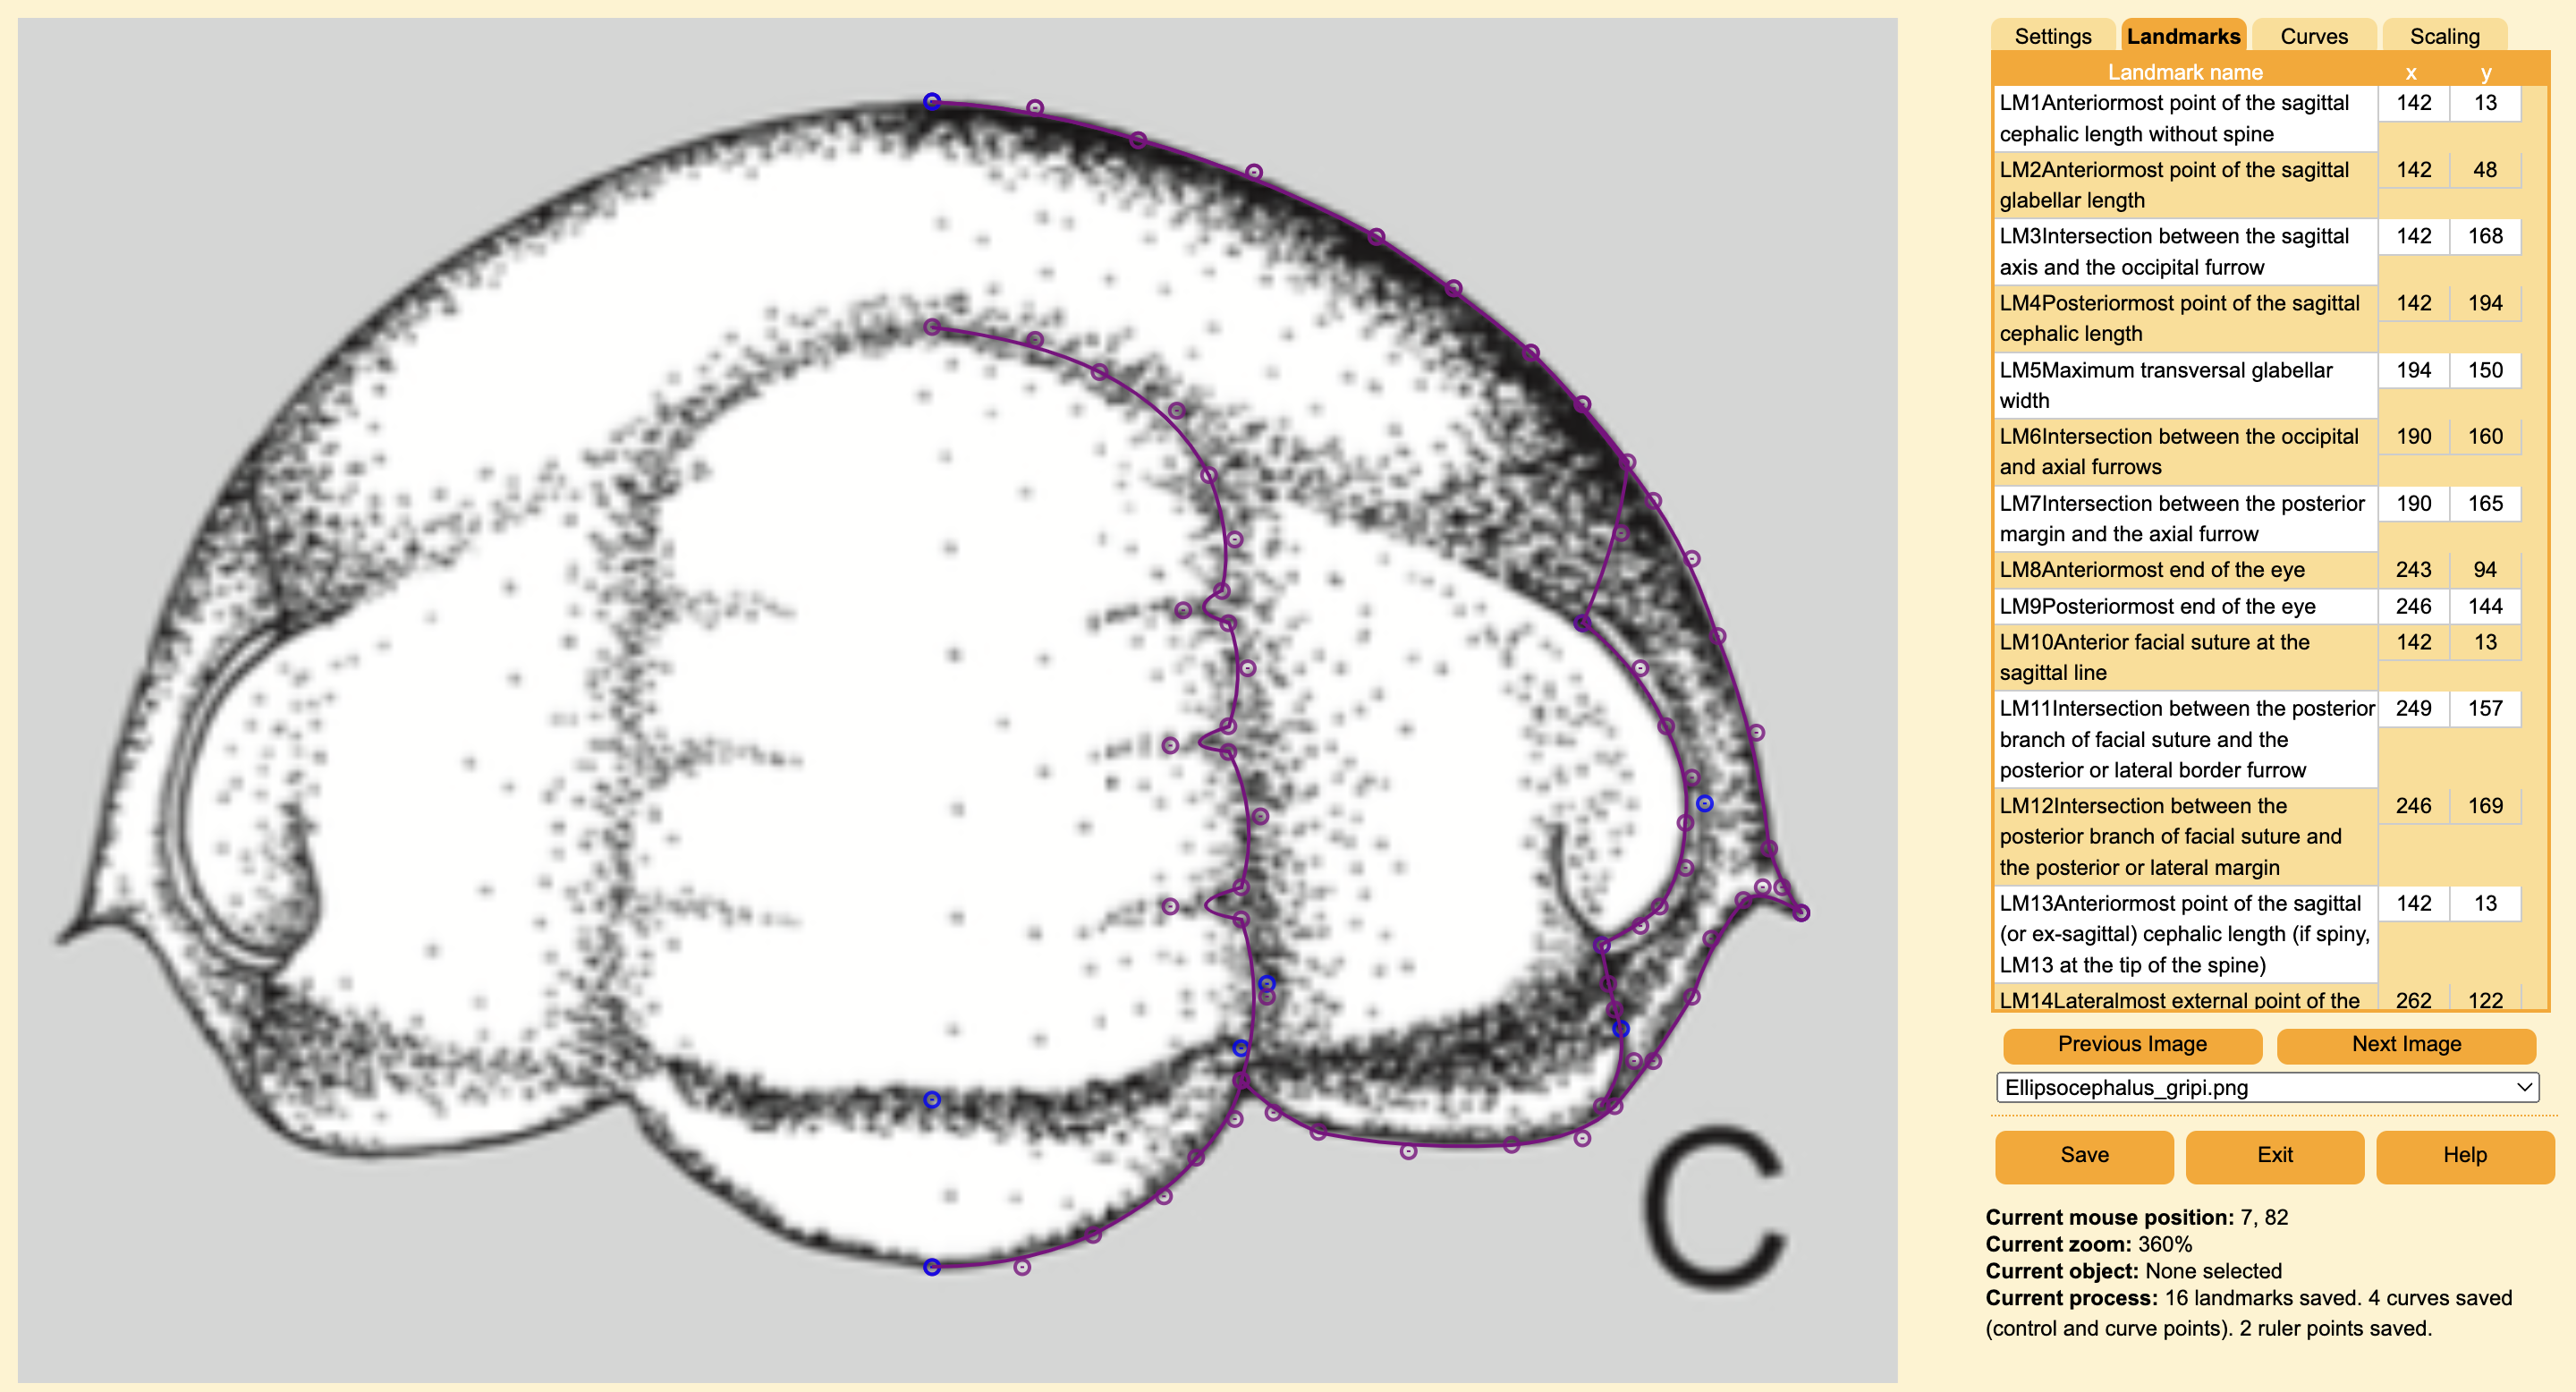 C
Settings Landmarks Curves Scaling
Landmark name x y
LM1Anteriormost point of the sagittal 142 13
cephalic length without spine
LM2Anteriormost point of the sagittal 142 48
glabellar length
LM3Intersection between the sagittal 142 168
axis and the occipital furrow
LM4Posteriormost point of the sagittal 142 194
cephalic length
LM5Maximum transversal glabellar 194 150
width
LM6Intersection between the occipital 190 160
and axial furrows
LM7Intersection between the posterior 190 165
margin and the axial furrow
LM8Anteriormost end of the eye 243 94
LM9Posteriormost end of the eye 246 144
LM10Anterior facial suture at the 142 13
sagittal line
LM11Intersection between the posterior 249 157
branch of facial suture and the
posterior or lateral border furrow
LM12Intersection between the 246 169
posterior branch of facial suture and
the posterior or lateral margin
LM13Anteriormost point of the sagittal 142 13
(or ex-sagittal) cephalic length (if spiny,
LM13 at the tip of the spine)
LM14Lateralmost external point of the 262 122
Previous Image Next Image
Ellipsocephalus_gripi.png
Save Exit Help
Current mouse position: 7, 82
Current zoom: 360%
Current object: None selected
Current process: 16 landmarks saved. 4 curves saved
(control and curve points). 2 ruler points saved.